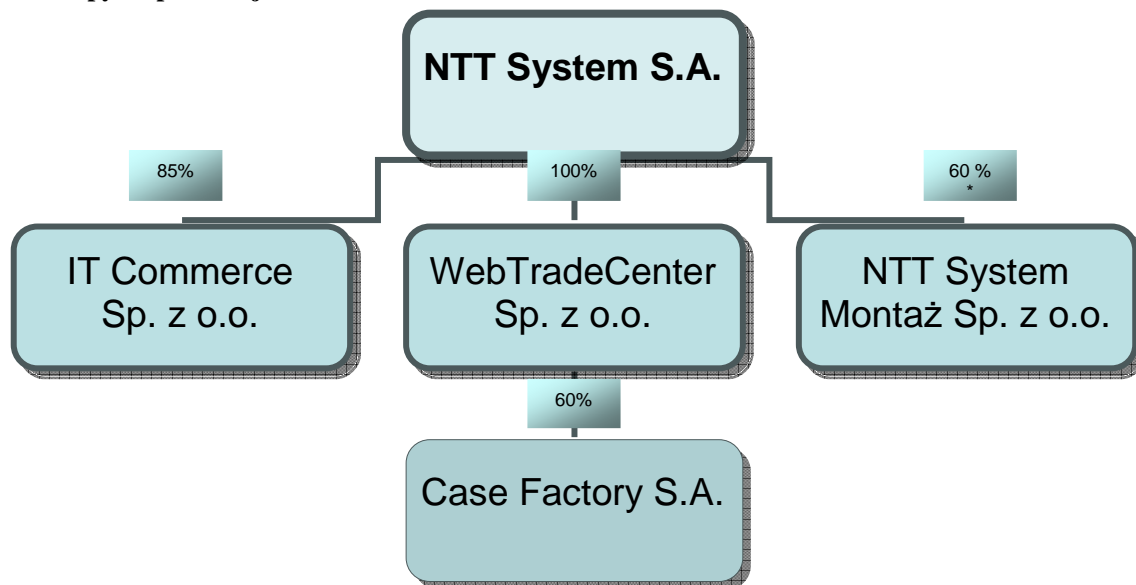 NTT System S.A.
85%
100%
60 %
*
IT Commerce
Sp. z o.o.
WebTradeCenter
Sp. z o.o.
NTT System
Montaż Sp. z o.o.
60%
Case Factory S.A.